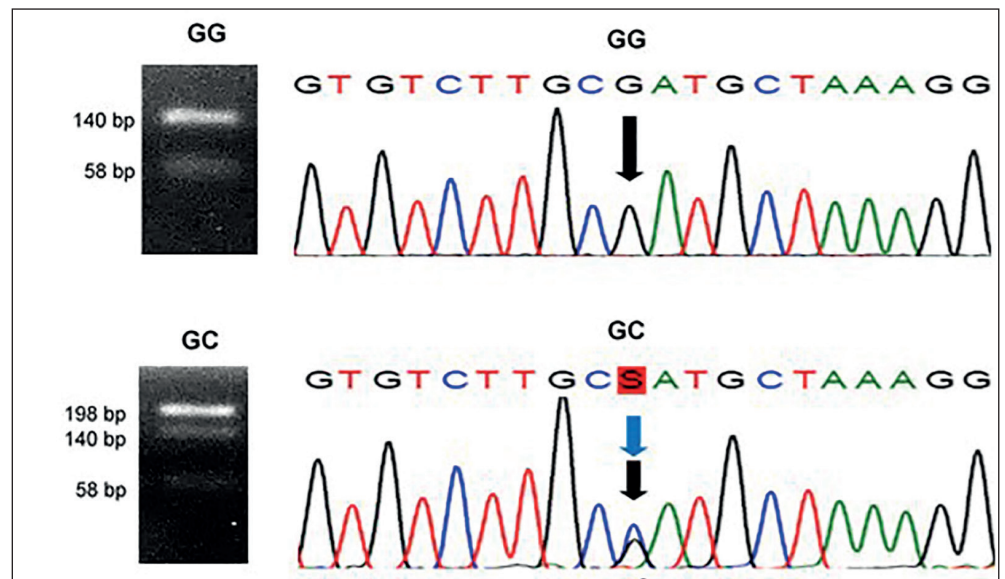 GG
140 bp
58 bp
GG
GTGTCTTGCGATGCTAAAGG
GC
198 bp
140 bp
58 bp
GC
GTGTCTTGCSATGCTAAAGG